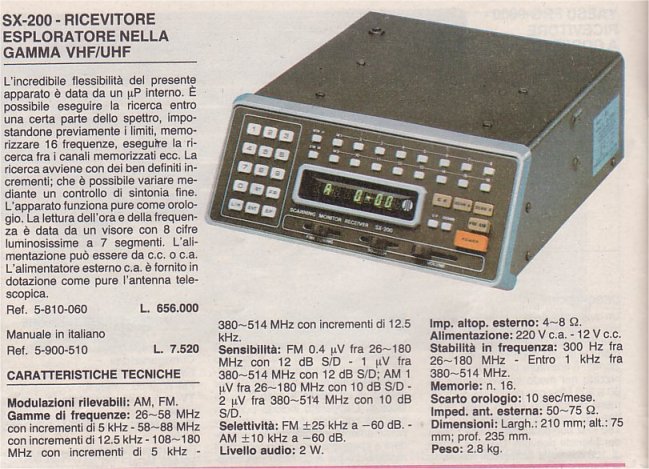 SX-200 - RICEVITORE
ESPLORATORE NELLA
GAMMA VHF/UHF
L'incredibile flessibilità del presente
apparato è data da un µP interno. È
possibile eseguire la ricerca entro
una certa parte dello spettro, impo-
standone previamente i limiti, memo-
rizzare 16 frequenze, eseguire la ri-
cerca fra i canali memorizzati ecc. La
ricerca avviene con dei ben definiti in-
crementi; che è possibile variare me-
diante un controllo di sintonia fine.
L'apparato funziona pure come orolo-
gio. La lettura dell'ora e della frequen-
za è data da un visore con 8 cifre
luminosissime a 7 segmenti. L'ali-
mentazione può essere da c.c. o c.a.
L'alimentatore esterno c.a. è fornito in
dotazione come pure l'antenna tele-
scopica.
Ref. 5-810-060 L. 656.000
Manuale in italiano
Ref. 5-900-510 L. 7.520
CARATTERISTICHE TECNICHE
Modulazioni rilevabili: AM, FM.
Gamme di frequenze: 26~58 MHz
con incrementi di 5 kHz - 58~88 MHz
con incrementi di 12.5 kHz - 108~180
MHz con incrementi di 5 kHz -
380~514 MHz con incrementi di 12.5
kHz.
Sensibilità: FM 0.4 µV fra 26~180
MHz con 12 dB S/D - 1 µV fra
380~514 MHz con 12 dB S/D; AM 1
µV fra 26~180 MHz con 10 dB S/D -
2 µV fra 380~514 MHz con 10 dB
S/D.
Selettività: FM ±25 kHz a −60 dB. -
AM ±10 kHz a −60 dB.
Livello audio: 2 W.
Imp. altop. esterno: 4~8 Ω.
Alimentazione: 220 V c.a. - 12 V c.c.
Stabilità in frequenza: 300 Hz fra
26~180 MHz - Entro 1 kHz fra
380~514 MHz.
Memorie: n. 16.
Scarto orologio: 10 sec/mese.
Imped. ant. esterna: 50~75 Ω.
Dimensioni: Largh.: 210 mm; alt.: 75
mm; prof. 235 mm.
Peso: 2.8 kg.
1 2 3
4 5 6
7 8 9
A 0-00
SCANNING MONITOR RECEIVER SX-200
POWER